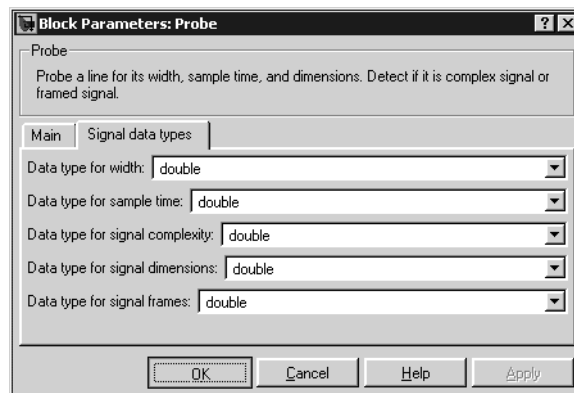 Block Parameters: Probe
Probe
Probe a line for its width, sample time, and dimensions. Detect if it is complex signal or
framed signal.
Main Signal data types
Data type for width: double
Data type for sample time: double
Data type for signal complexity: double
Data type for signal dimensions: double
Data type for signal frames: double
OK Cancel Help Apply